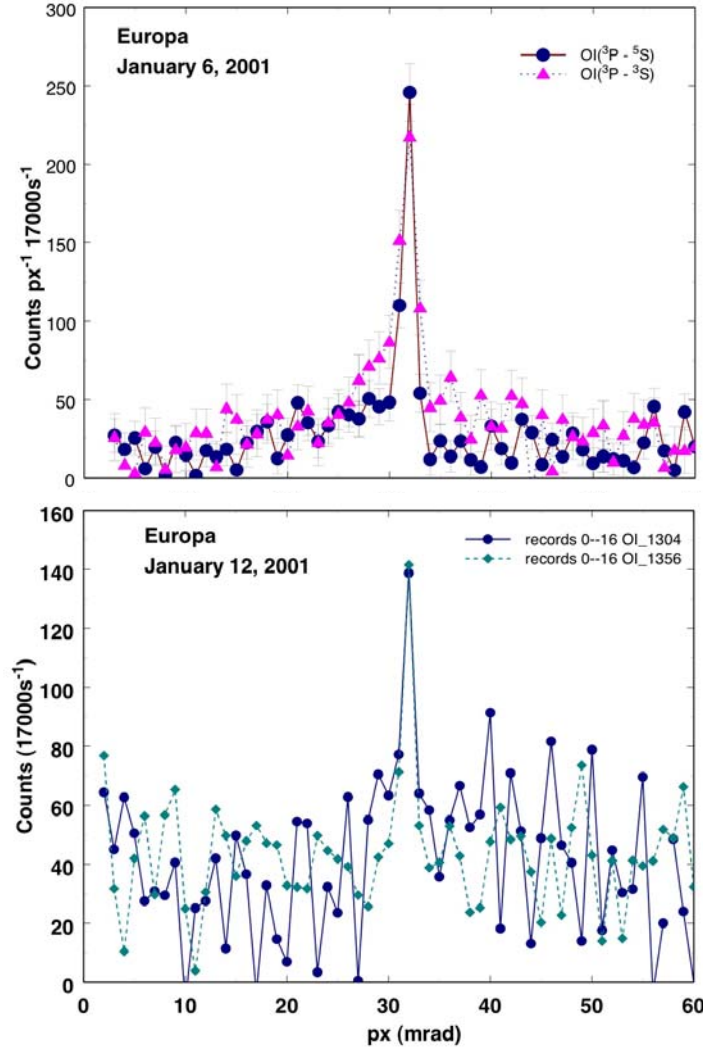 300
250
200
150
100
50
0
Counts px⁻¹ 17000s⁻¹
Europa
January 6, 2001
OI(³P - ⁵S)
OI(³P - ³S)
160
140
120
100
80
60
40
20
0
Counts (17000s⁻¹)
Europa
January 12, 2001
records 0--16 OI_1304
records 0--16 OI_1356
0 10 20 30 40 50 60
px (mrad)